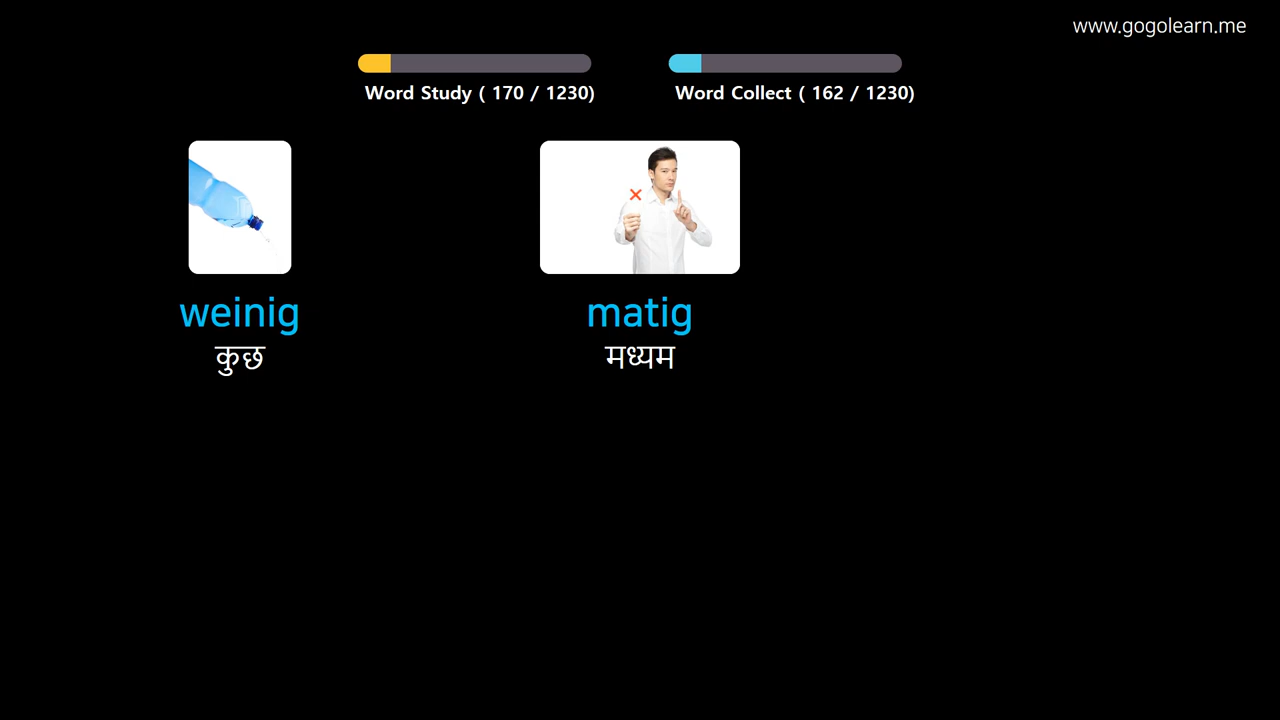 www.gogolearn.me
Word Study ( 170 / 1230)
Word Collect ( 162 / 1230)
weinig
कुछ
matig
मध्यम